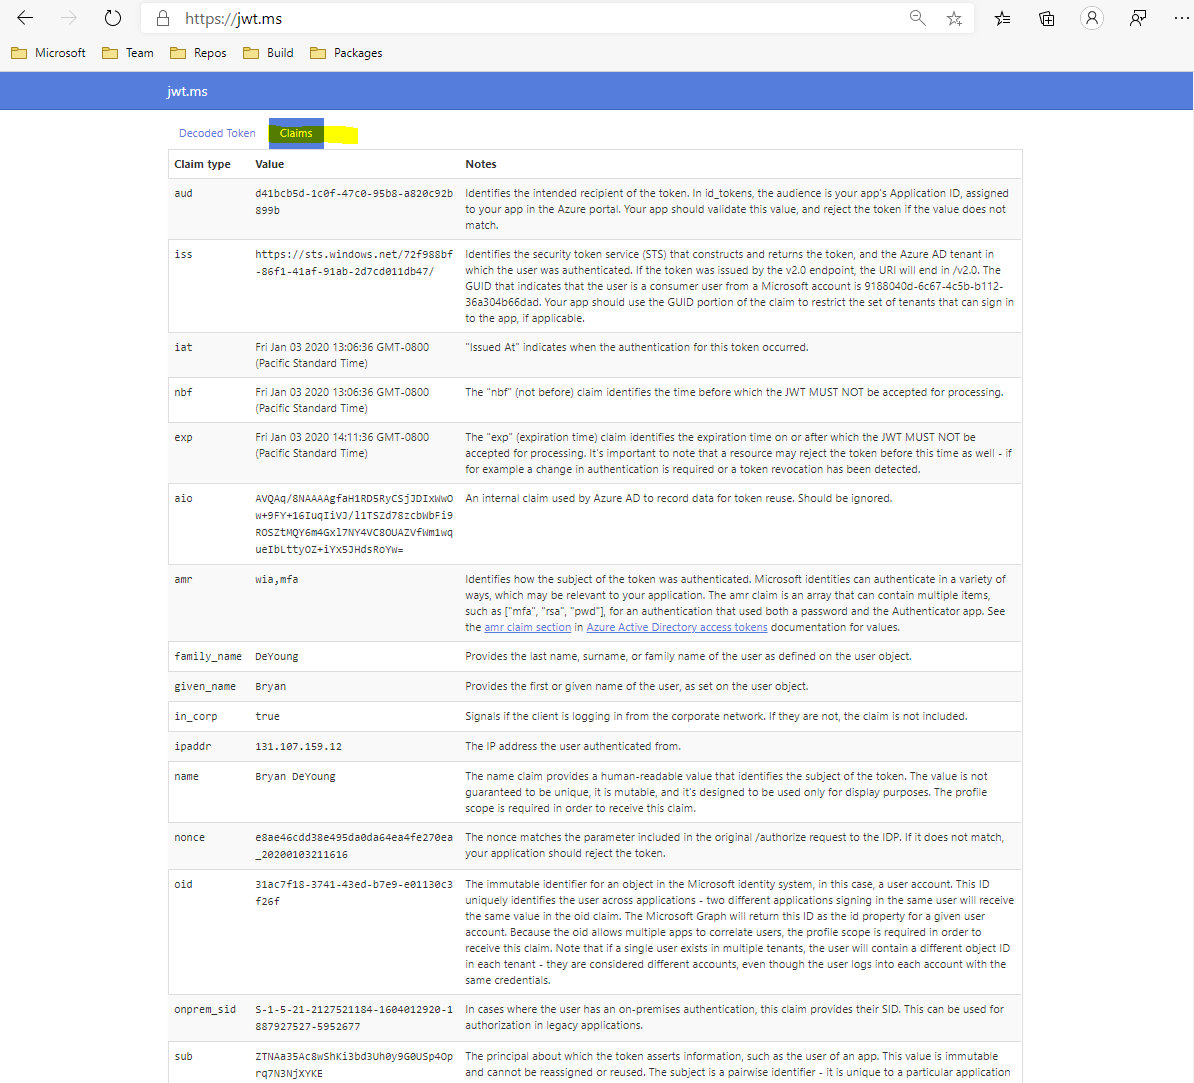 https://jwt.ms
Microsoft Team Repos Build Packages
jwt.ms
Decoded Token Claims
Claim type Value Notes
aud d41bcb5d-1c0f-47c0-95b8-a820c92b Identifies the intended recipient of the token. In id_tokens, the audience is your app's Application ID, assigned
899b to your app in the Azure portal. Your app should validate this value, and reject the token if the value does not
match.
iss https://sts.windows.net/72f988bf Identifies the security token service (STS) that constructs and returns the token, and the Azure AD tenant in
-86f1-41af-91ab-2d7cd011db47/ which the user was authenticated. If the token was issued by the v2.0 endpoint, the URI will end in /v2.0. The
GUID that indicates that the user is a consumer user from a Microsoft account is 9188040d-6c67-4c5b-b112-
36a304b66dad. Your app should use the GUID portion of the claim to restrict the set of tenants that can sign in
to the app, if applicable.
iat Fri Jan 03 2020 13:06:36 GMT-0800 "Issued At" indicates when the authentication for this token occurred.
(Pacific Standard Time)
nbf Fri Jan 03 2020 13:06:36 GMT-0800 The "nbf" (not before) claim identifies the time before which the JWT MUST NOT be accepted for processing.
(Pacific Standard Time)
exp Fri Jan 03 2020 14:11:36 GMT-0800 The "exp" (expiration time) claim identifies the expiration time on or after which the JWT MUST NOT be
(Pacific Standard Time) accepted for processing. It's important to note that a resource may reject the token before this time as well - if
for example a change in authentication is required or a token revocation has been detected.
aio AVQAq/8NAAAAgfaH1RD5RyCSjJDIxWwO An internal claim used by Azure AD to record data for token reuse. Should be ignored.
w+9FY+16IuqIiVJ/l1TSZd78zcbWbFi9
ROSZtMQY6m4Gxl7NY4VC8OUAZVfWm1wq
ueIbLttyOZ+iYx5JHdsRoYw=
amr wia,mfa Identifies how the subject of the token was authenticated. Microsoft identities can authenticate in a variety of
ways, which may be relevant to your application. The amr claim is an array that can contain multiple items,
such as ["mfa", "rsa", "pwd"], for an authentication that used both a password and the Authenticator app. See
the amr claim section in Azure Active Directory access tokens documentation for values.
family_name DeYoung Provides the last name, surname, or family name of the user as defined on the user object.
given_name Bryan Provides the first or given name of the user, as set on the user object.
in_corp true Signals if the client is logging in from the corporate network. If they are not, the claim is not included.
ipaddr 131.107.159.12 The IP address the user authenticated from.
name Bryan DeYoung The name claim provides a human-readable value that identifies the subject of the token. The value is not
guaranteed to be unique, it is mutable, and it's designed to be used only for display purposes. The profile
scope is required in order to receive this claim.
nonce e8ae46cdd38e495da0da64ea4fe270ea The nonce matches the parameter included in the original /authorize request to the IDP. If it does not match,
_20200103211616 your application should reject the token.
oid 31ac7f18-3741-43ed-b7e9-e01130c3 The immutable identifier for an object in the Microsoft identity system, in this case, a user account. This ID
f26f uniquely identifies the user across applications - two different applications signing in the same user will receive
the same value in the oid claim. The Microsoft Graph will return this ID as the id property for a given user
account. Because the oid allows multiple apps to correlate users, the profile scope is required in order to
receive this claim. Note that if a single user exists in multiple tenants, the user will contain a different object ID
in each tenant - they are considered different accounts, even though the user logs into each account with the
same credentials.
onprem_sid S-1-5-21-2127521184-1604012920-1 In cases where the user has an on-premises authentication, this claim provides their SID. This can be used for
887927527-5952677 authorization in legacy applications.
sub ZTNAa35Ac8wShKi3bd3Uh0y9G0USp4Op The principal about which the token asserts information, such as the user of an app. This value is immutable
rq7N3NjXYKE and cannot be reassigned or reused. The subject is a pairwise identifier - it is unique to a particular application